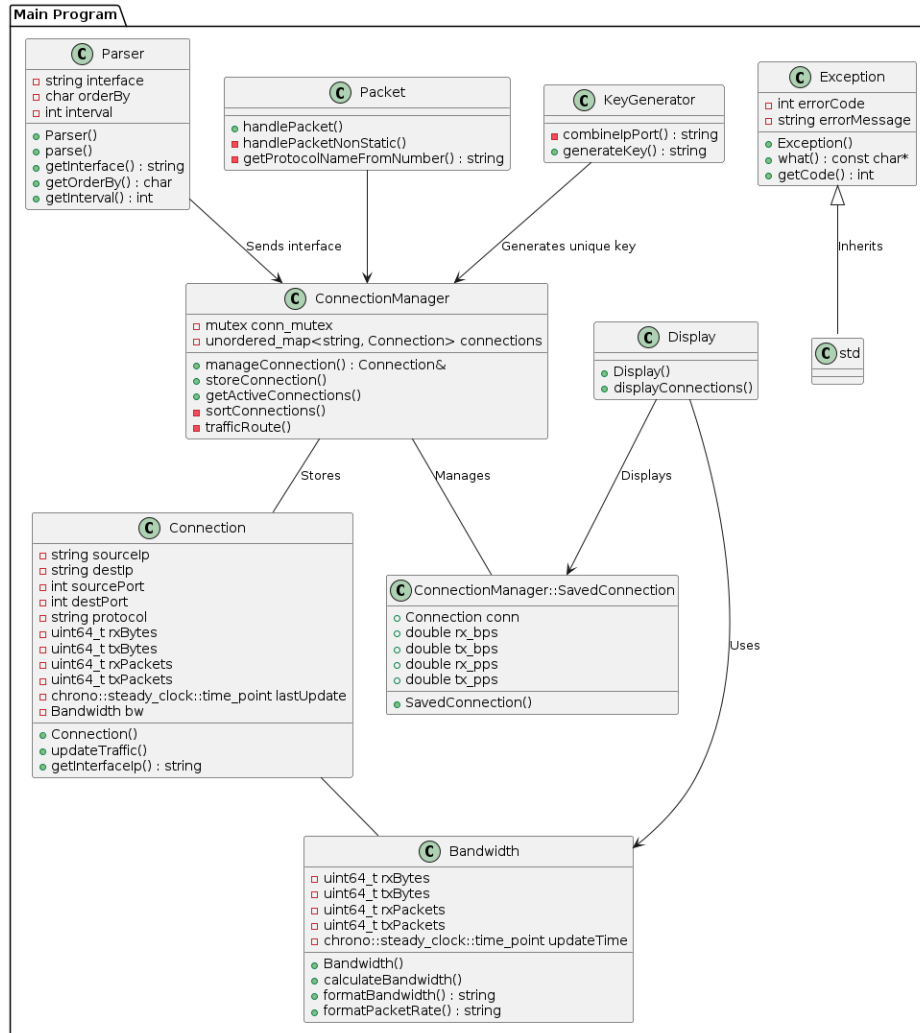 Main Program
C Parser
string interface
char orderBy
int interval
Parser()
parse()
getInterface() : string
getOrderBy() : char
getInterval() : int
C Packet
handlePacket()
handlePacketNonStatic()
getProtocolNameFromNumber() : string
C KeyGenerator
combineIpPort() : string
generateKey() : string
C Exception
int errorCode
string errorMessage
Exception()
what() : const char*
getCode() : int
Sends interface
Generates unique key
Inherits
C ConnectionManager
mutex conn_mutex
unordered_map<string, Connection> connections
manageConnection() : Connection&
storeConnection()
getActiveConnections()
sortConnections()
trafficRoute()
C Display
Display()
displayConnections()
C std
Stores
Manages
Displays
Uses
C Connection
string sourceIp
string destIp
int sourcePort
int destPort
string protocol
uint64_t rxBytes
uint64_t txBytes
uint64_t rxPackets
uint64_t txPackets
chrono::steady_clock::time_point lastUpdate
Bandwidth bw
Connection()
updateTraffic()
getInterfaceIp() : string
C ConnectionManager::SavedConnection
Connection conn
double rx_bps
double tx_bps
double rx_pps
double tx_pps
SavedConnection()
C Bandwidth
uint64_t rxBytes
uint64_t txBytes
uint64_t rxPackets
uint64_t txPackets
chrono::steady_clock::time_point updateTime
Bandwidth()
calculateBandwidth()
formatBandwidth() : string
formatPacketRate() : string